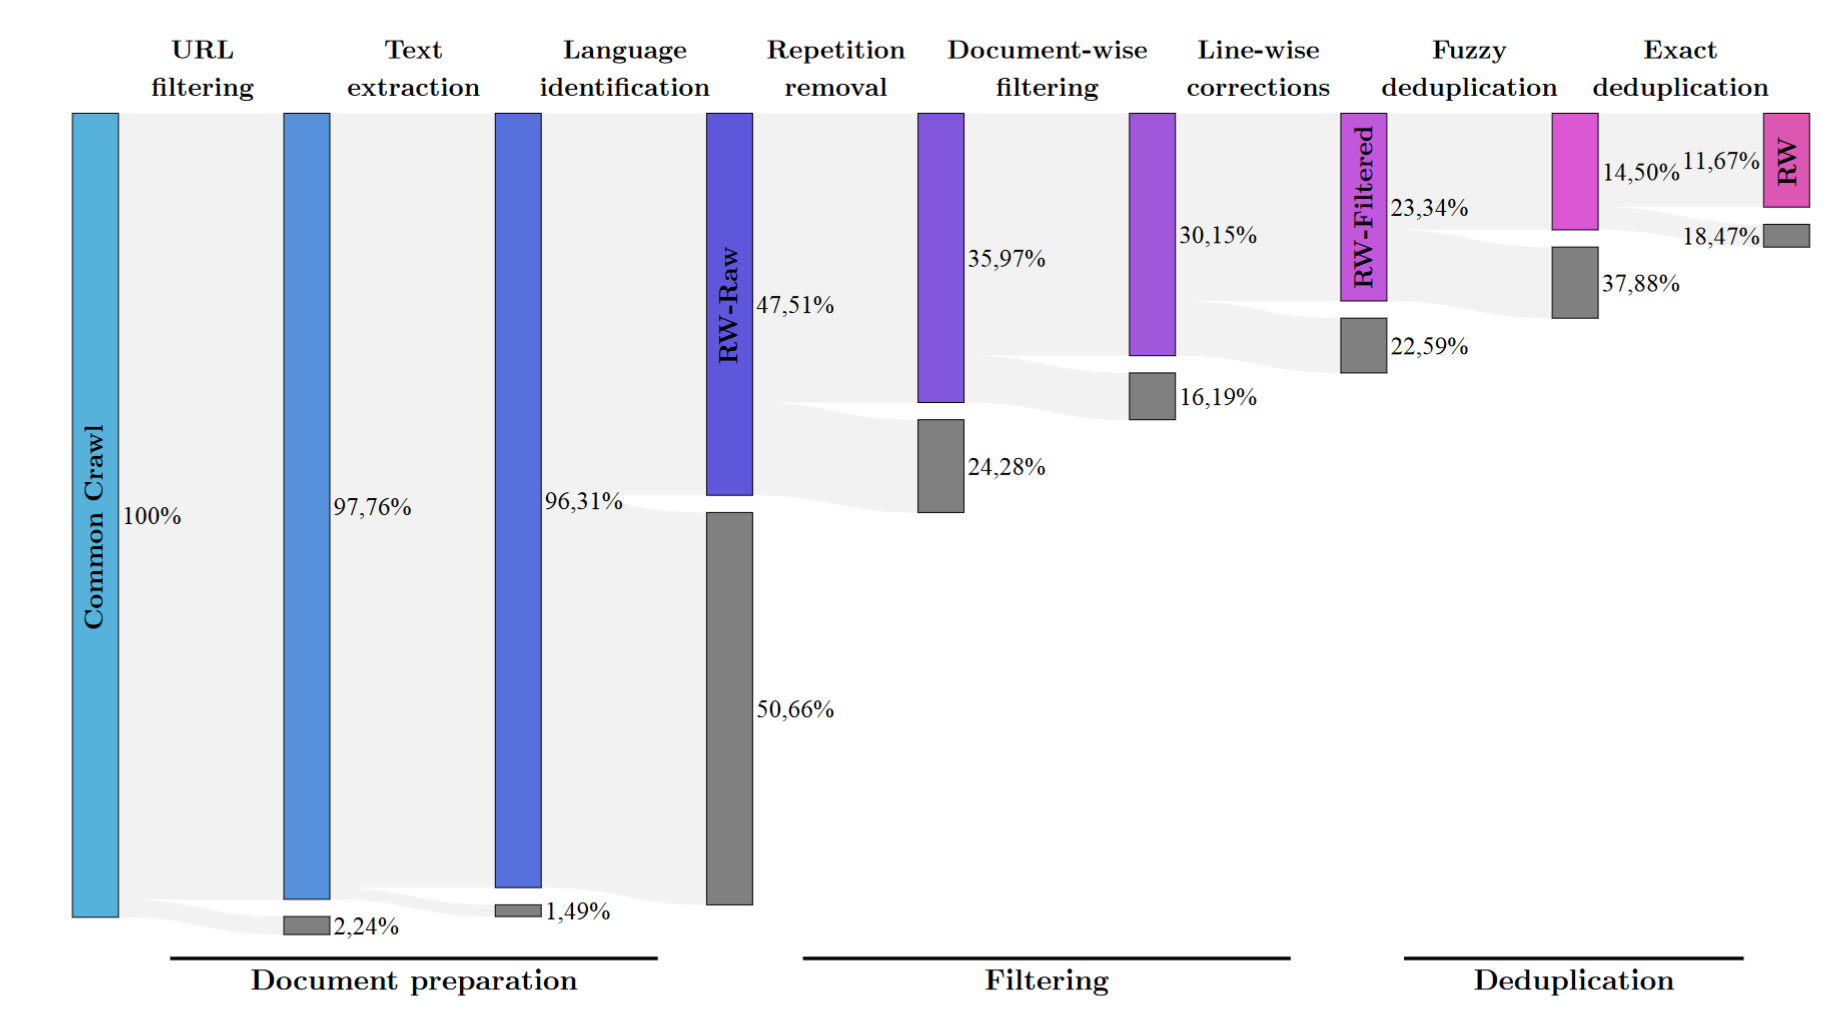 URL
filtering
Text
extraction
Language
identification
Repetition
removal
Document-wise
filtering
Line-wise
corrections
Fuzzy
deduplication
Exact
deduplication
Common Crawl
100%
97,76%
2,24%
96,31%
1,49%
RW-Raw
47,51%
50,66%
35,97%
24,28%
30,15%
16,19%
RW-Filtered
23,34%
22,59%
14,50%
37,88%
11,67%
RW
18,47%
Document preparation
Filtering
Deduplication